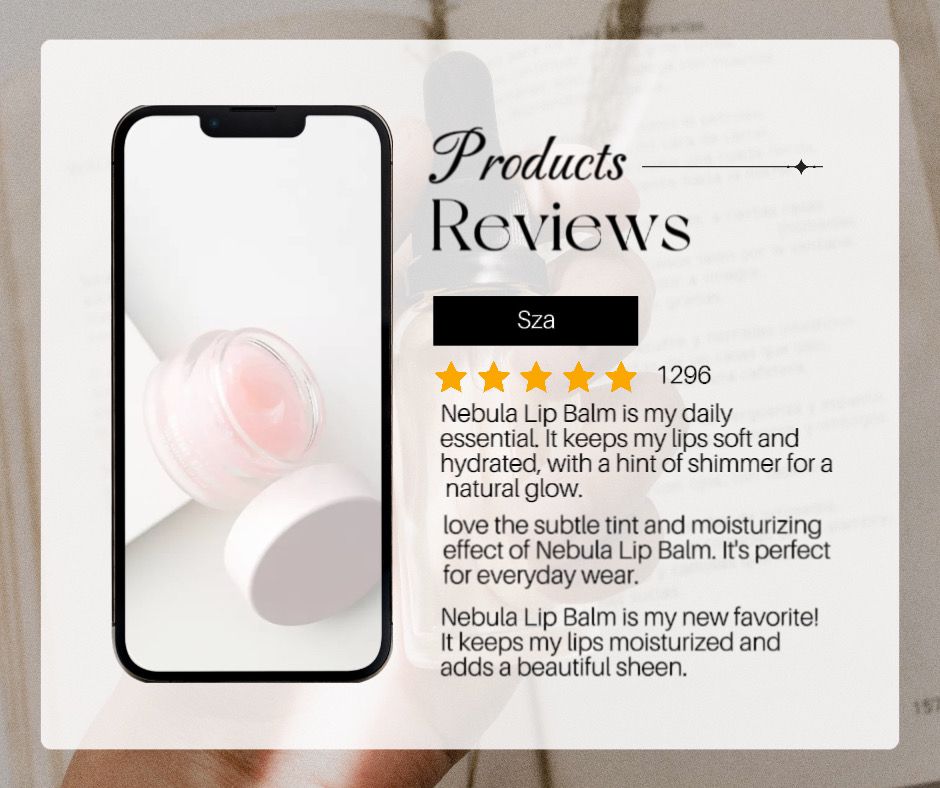 Products
Reviews
Sza
1296
Nebula Lip Balm is my daily
essential. It keeps my lips soft and
hydrated, with a hint of shimmer for a
natural glow.
love the subtle tint and moisturizing
effect of Nebula Lip Balm. It's perfect
for everyday wear.
Nebula Lip Balm is my new favorite!
It keeps my lips moisturized and
adds a beautiful sheen.